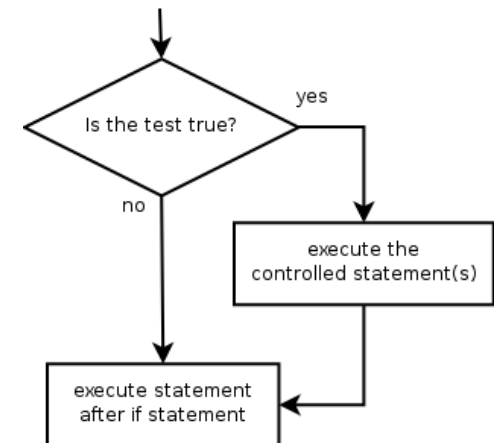 Is the test true?
yes
no
execute the
controlled statement(s)
execute statement
after if statement